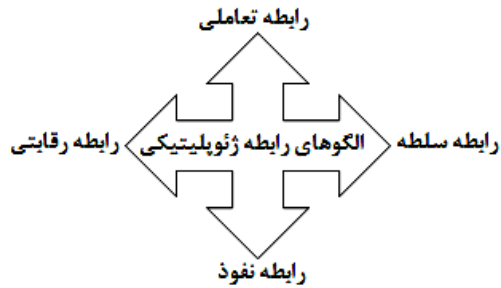 رابطه تعاملی
رابطه سلطه
الگوهای رابطه ژئوپلیتیکی
رابطه رقابتی
رابطه نفوذ